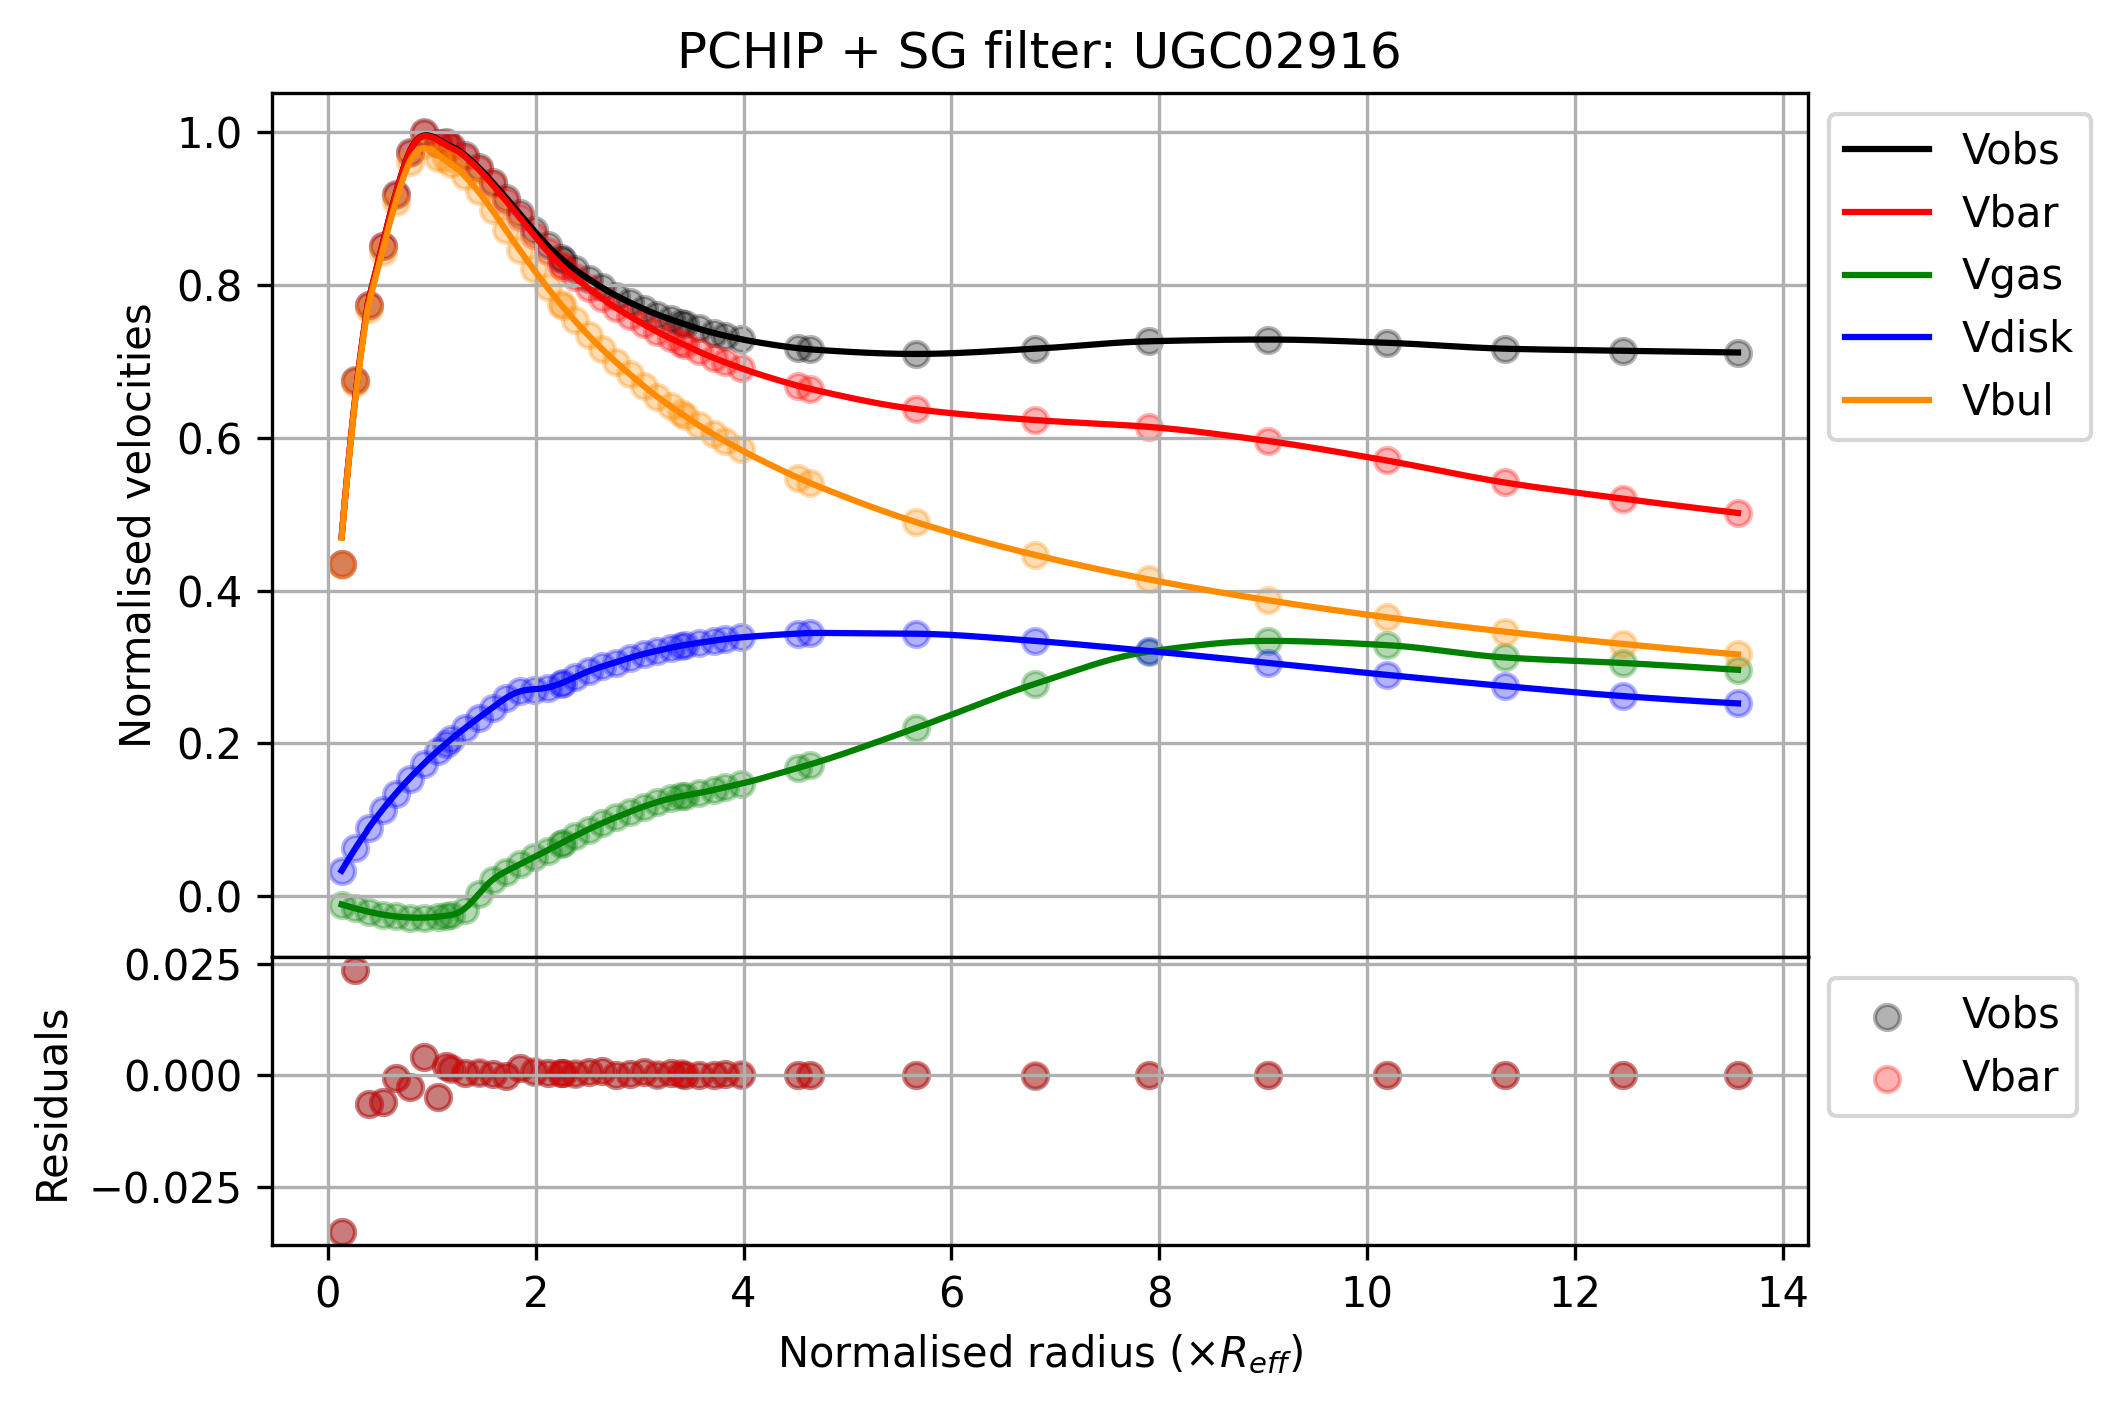 PCHIP + SG filter: UGC02916
Normalised velocities
1.0
0.8
0.6
0.4
0.2
0.0
Vobs
Vbar
Vgas
Vdisk
Vbul
Residuals
0.025
0.000
−0.025
Vobs
Vbar
0 2 4 6 8 10 12 14
Normalised radius (×R_eff)